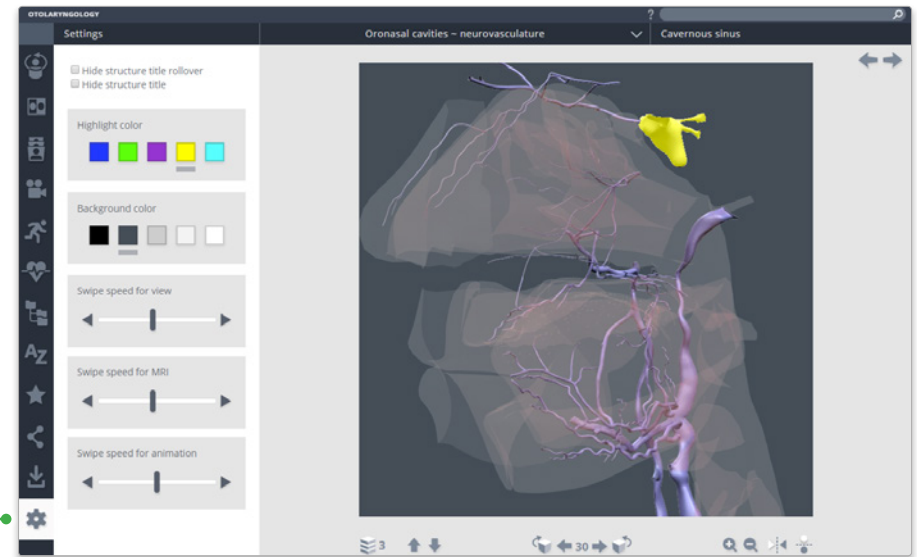 OTOLARYNGOLOGY
?
Settings
Oronasal cavities – neurovasculature
Cavernous sinus
Hide structure title rollover
Hide structure title
Highlight color
Background color
Swipe speed for view
Swipe speed for MRI
AZ
Swipe speed for animation
3
30